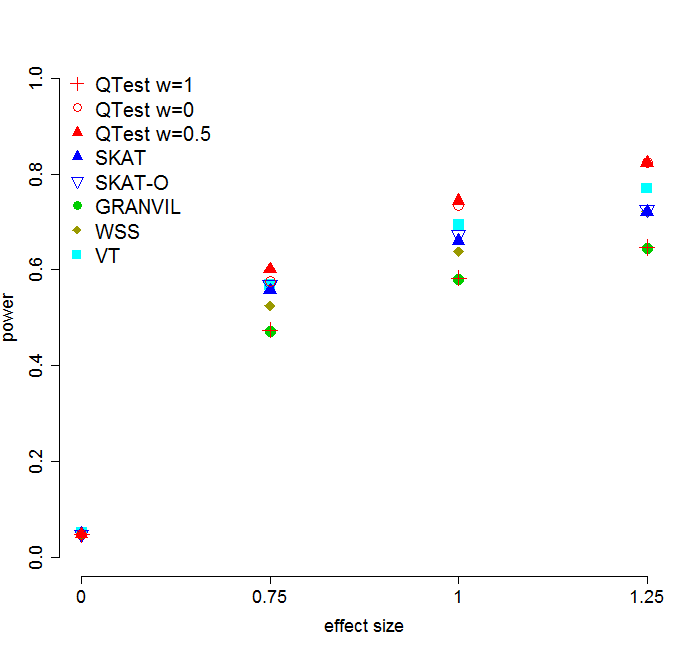 QTest w=1
QTest w=0
QTest w=0.5
SKAT
SKAT-O
GRANVIL
WSS
VT
1.0
0.8
0.6
0.4
0.2
0.0
power
0
0.75
1
1.25
effect size